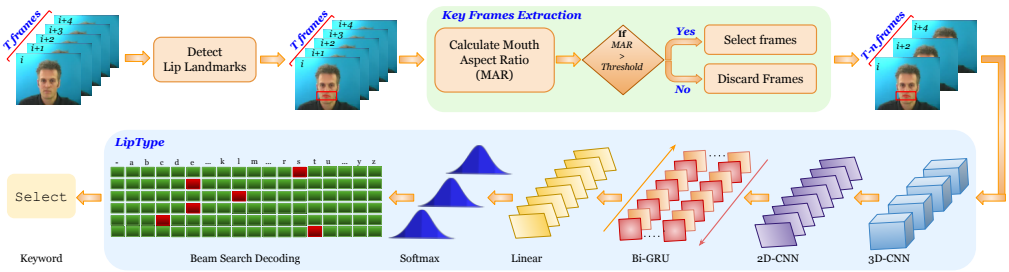 T frames
i+4
i+3
i+2
i+1
i
Detect
Lip Landmarks
T frames
i+4
i+3
i+2
i+1
i
Key Frames Extraction
Calculate Mouth
Aspect Ratio
(MAR)
if
MAR
>
Threshold
Yes
No
Select frames
Discard Frames
T-n frames
i+4
i+2
i
LipType
- a b c d e ... k l m ... r s t u ... y z
Select
Keyword
Beam Search Decoding
Softmax
Linear
Bi-GRU
2D-CNN
3D-CNN